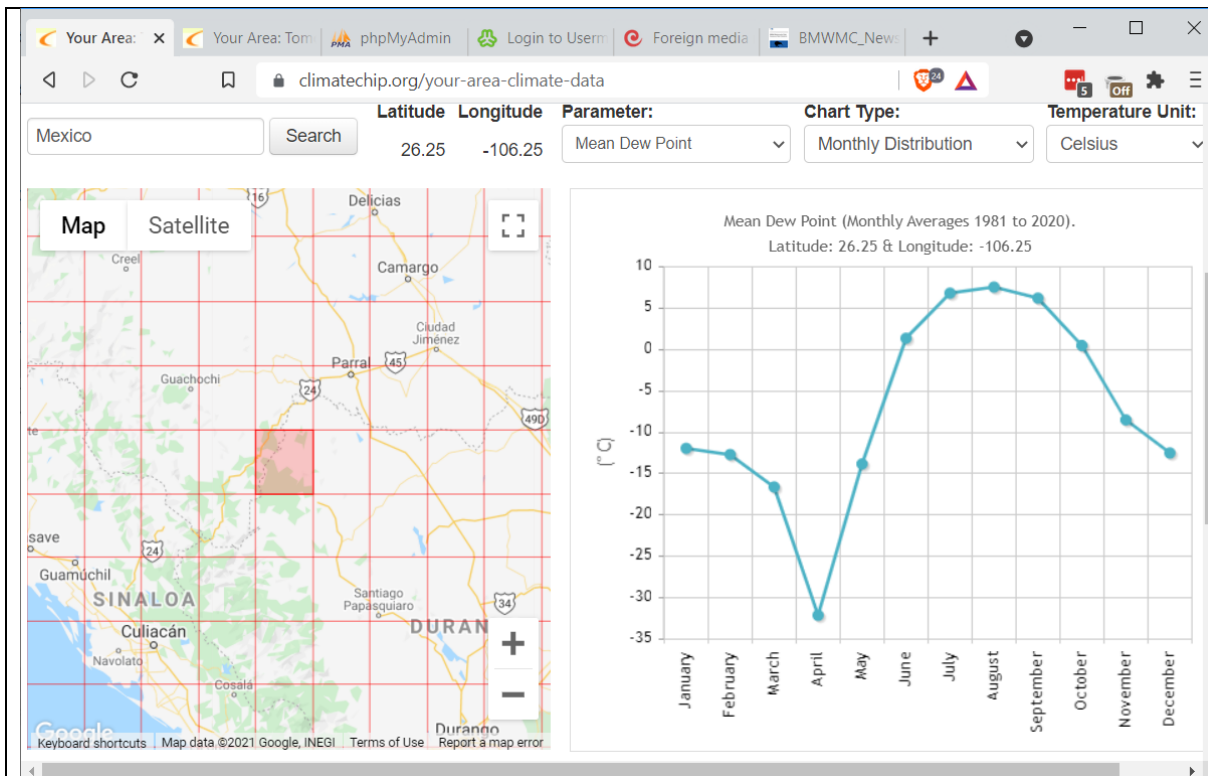 Your Area: 
Your Area: Tom
phpMyAdmin
Login to Userm
Foreign media
BMWMC_News
climatechip.org/your-area-climate-data
24
5
Off
Latitude Longitude Parameter: Chart Type: Temperature Unit:
Mexico Search 26.25 -106.25 Mean Dew Point Monthly Distribution Celsius
Map Satellite
16
Delicias
Creel
Camargo
Ciudad
Jiménez
Parral
45
Guachochi
24
49D
te
save
24
Guamúchil
SINALOA
Santiago
Papasquiaro
34
Culiacán
DURAN
Navolato
Cosalá
Durango
Google
Keyboard shortcuts Map data ©2021 Google, INEGI Terms of Use Report a map error
Mean Dew Point (Monthly Averages 1981 to 2020).
Latitude: 26.25 & Longitude: -106.25
10
5
0
-5
-10
-15
-20
-25
-30
-35
(° C)
January
February
March
April
May
June
July
August
September
October
November
December